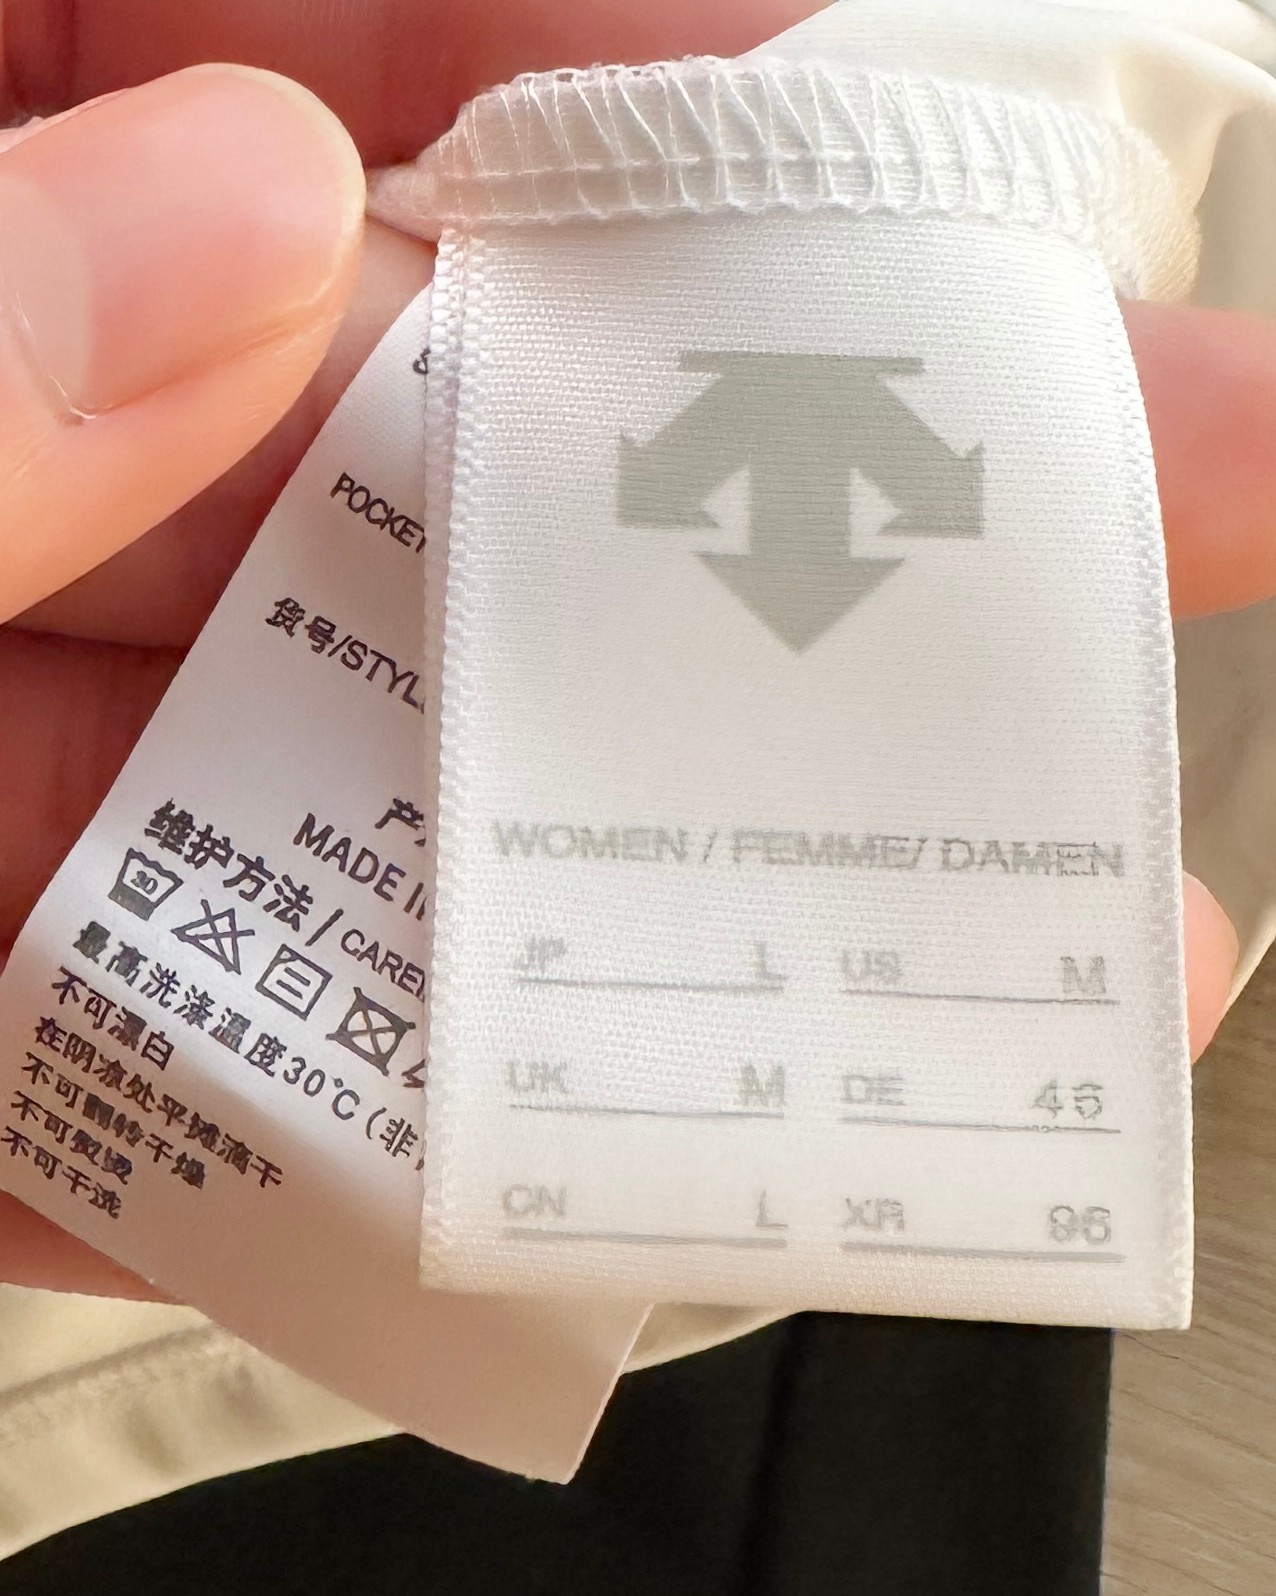 POCKET
货号/STYL
MADE I
维护方法 / CARE
30
最高洗涤温度30℃ (非
不可漂白
在阴凉处平摊滴干
不可翻转干燥
不可熨烫
不可干洗
WOMEN / FEMME/ DAMEN
JP L US M
UK M DE
CN L XR